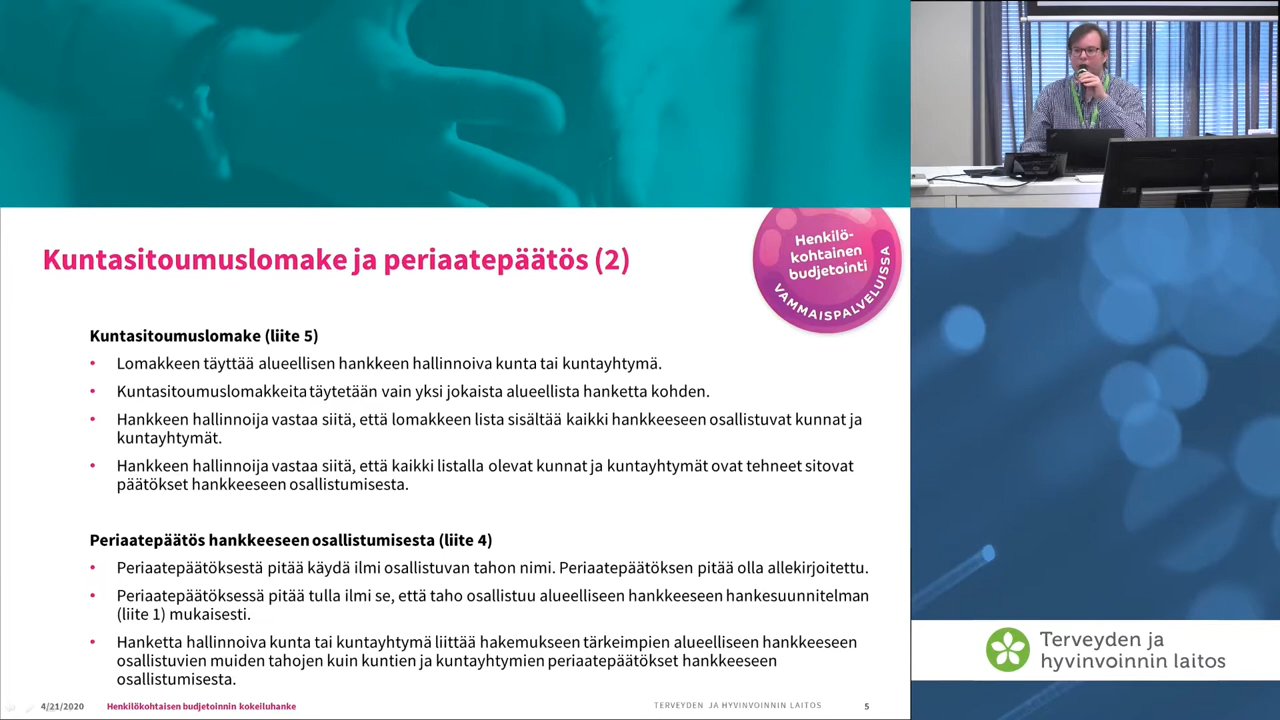 Kuntasitoumuslomake ja periaatepäätös (2)
Henkilö-
kohtainen
budjetointi
VAMMAISPALVELUISSA
Kuntasitoumuslomake (liite 5)
• Lomakkeen täyttää alueellisen hankkeen hallinnoiva kunta tai kuntayhtymä.
• Kuntasitoumuslomakkeita täytetään vain yksi jokaista alueellista hanketta kohden.
• Hankkeen hallinnoija vastaa siitä, että lomakkeen lista sisältää kaikki hankkeeseen osallistuvat kunnat ja
kuntayhtymät.
• Hankkeen hallinnoija vastaa siitä, että kaikki listalla olevat kunnat ja kuntayhtymät ovat tehneet sitovat
päätökset hankkeeseen osallistumisesta.
Periaatepäätös hankkeeseen osallistumisesta (liite 4)
• Periaatepäätöksestä pitää käydä ilmi osallistuvan tahon nimi. Periaatepäätöksen pitää olla allekirjoitettu.
• Periaatepäätöksessä pitää tulla ilmi se, että taho osallistuu alueelliseen hankkeeseen hankesuunnitelman
(liite 1) mukaisesti.
• Hanketta hallinnoiva kunta tai kuntayhtymä liittää hakemukseen tärkeimpien alueelliseen hankkeeseen
osallistuvien muiden tahojen kuin kuntien ja kuntayhtymien periaatepäätökset hankkeeseen
osallistumisesta.
4/21/2020 Henkilökohtaisen budjetoinnin kokeiluhanke TERVEYDEN JA HYVINVOINNIN LAITOS 5
Terveyden ja
hyvinvoinnin laitos